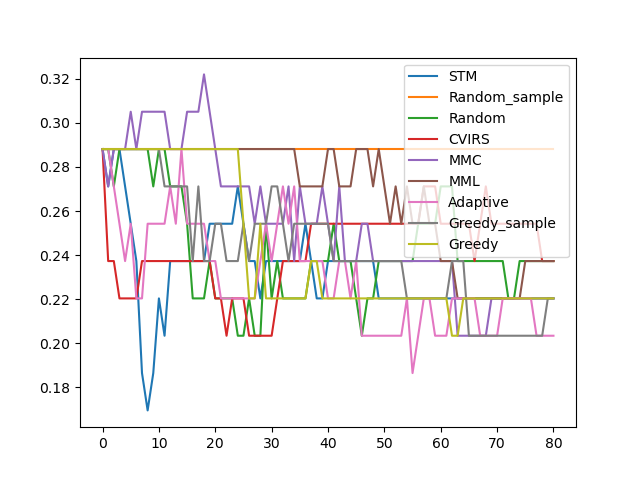 0.32
0.30
0.28
0.26
0.24
0.22
0.20
0.18
0
10
20
30
40
50
60
70
80
STM
Random_sample
Random
CVIRS
MMC
MML
Adaptive
Greedy_sample
Greedy